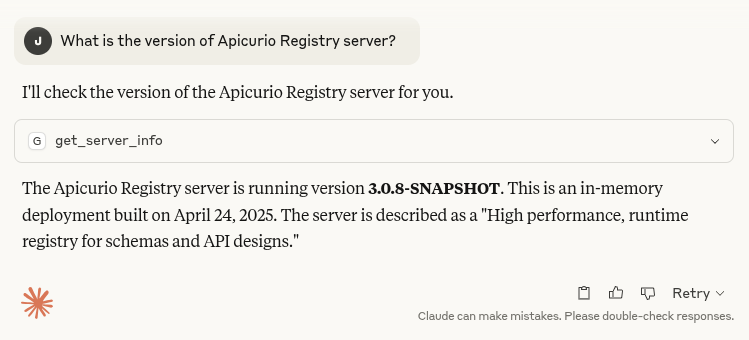 J What is the version of Apicurio Registry server?
I'll check the version of the Apicurio Registry server for you.
G get_server_info
The Apicurio Registry server is running version 3.0.8-SNAPSHOT. This is an in-memory
deployment built on April 24, 2025. The server is described as a "High performance, runtime
registry for schemas and API designs."
Retry
Claude can make mistakes. Please double-check responses.